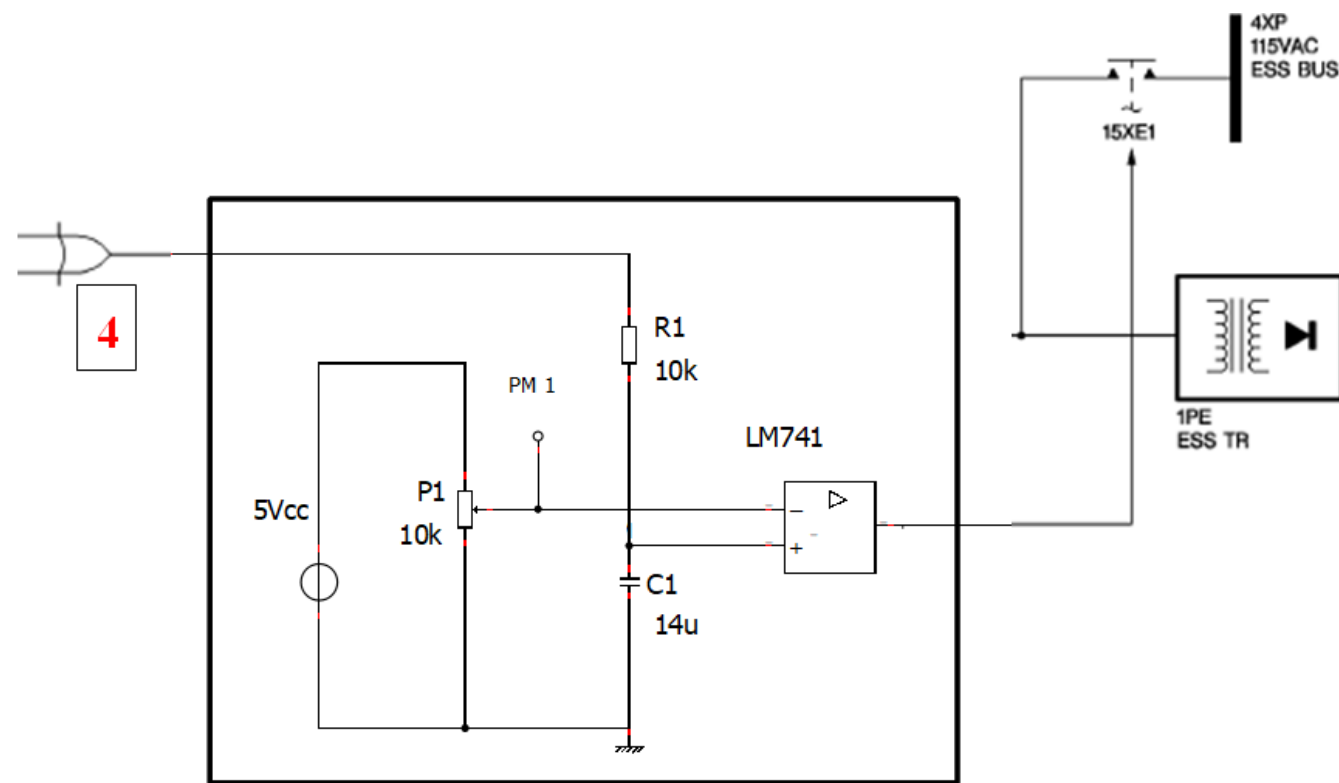 4XP
115VAC
ESS BUS
15XE1
4
R1
10k
PM 1
LM741
1PE
ESS TR
P1
10k
5Vcc
−
+
C1
14u